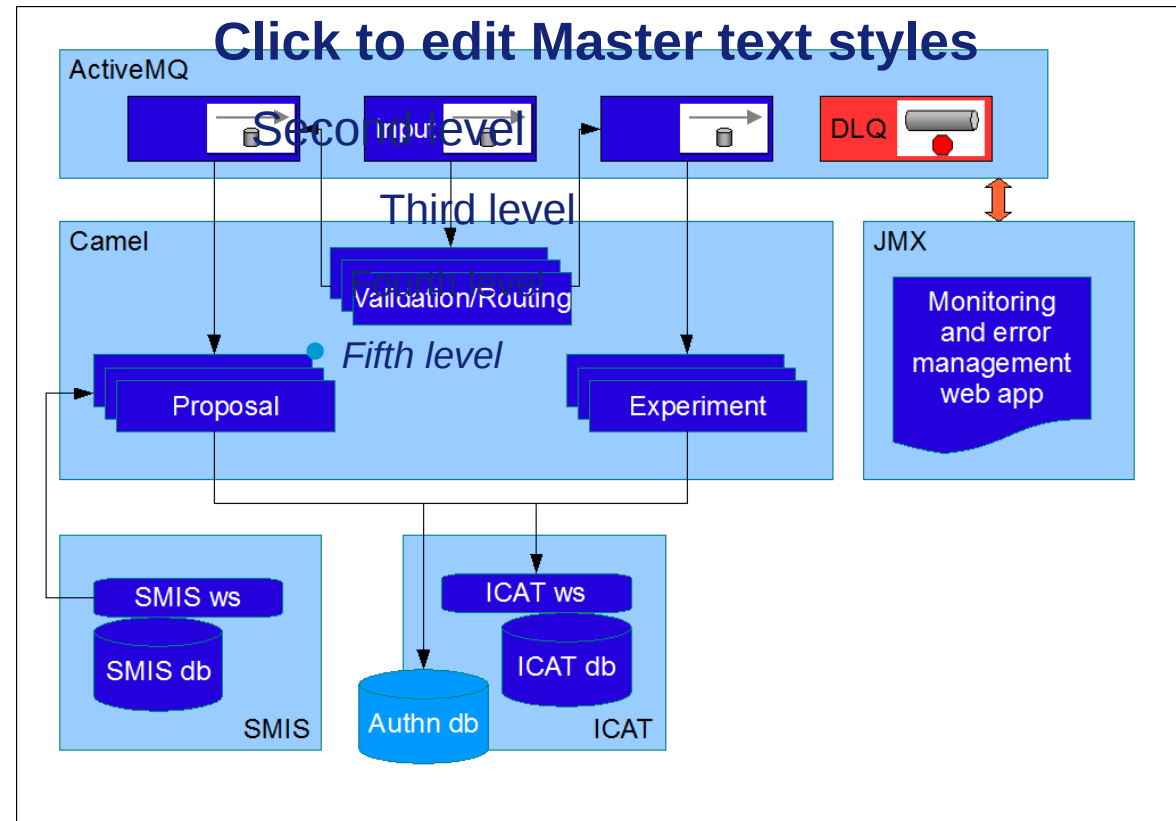 Click to edit Master text styles
ActiveMQ
Second level
input
DLQ
Third level
Camel
JMX
Fourth level
Validation/Routing
Monitoring
and error
management
web app
Fifth level
Proposal
Experiment
SMIS ws
ICAT ws
SMIS db
ICAT db
Authn db
SMIS
ICAT